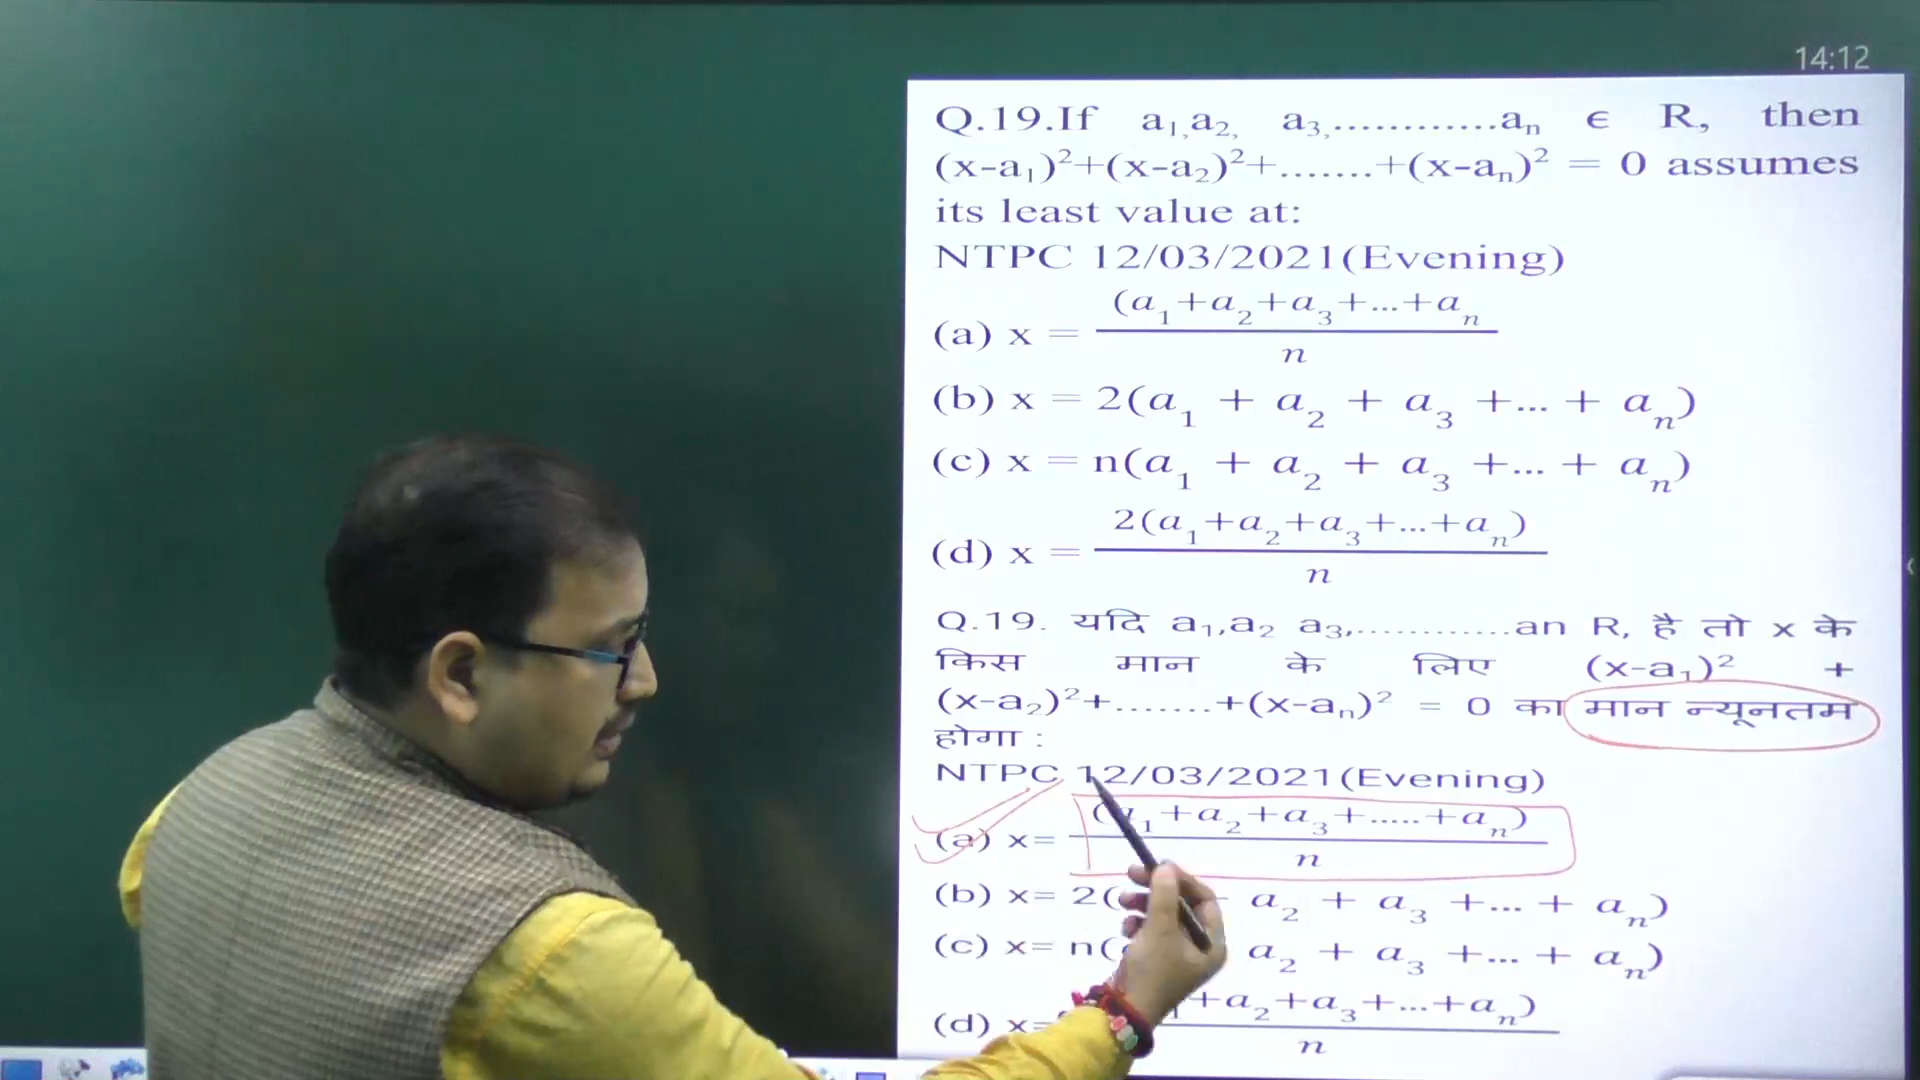 14:12
Q.19.If a₁,a₂, a₃,.............aₙ ϵ R, then
(x-a₁)²+(x-a₂)²+.......+(x-aₙ)² = 0 assumes
its least value at:
NTPC 12/03/2021(Evening)
(a) x = (a₁+a₂+a₃+...+aₙ / n
(b) x = 2(a₁ + a₂ + a₃ +...+ aₙ)
(c) x = n(a₁ + a₂ + a₃ +...+ aₙ)
(d) x = 2(a₁+a₂+a₃+...+aₙ) / n
Q.19. यदि a₁,a₂ a₃,.............an R, है तो x के
किस मान के लिए (x-a₁)² +
(x-a₂)²+.......+(x-aₙ)² = 0 का मान न्यूनतम
होगा :
NTPC 12/03/2021(Evening)
(a) x= (a₁+a₂+a₃+.....+aₙ) / n
(b) x= 2( a₂ + a₃ +...+ aₙ)
(c) x= n( a₂ + a₃ +...+ aₙ)
(d) x= +a₂+a₃+...+aₙ) / n